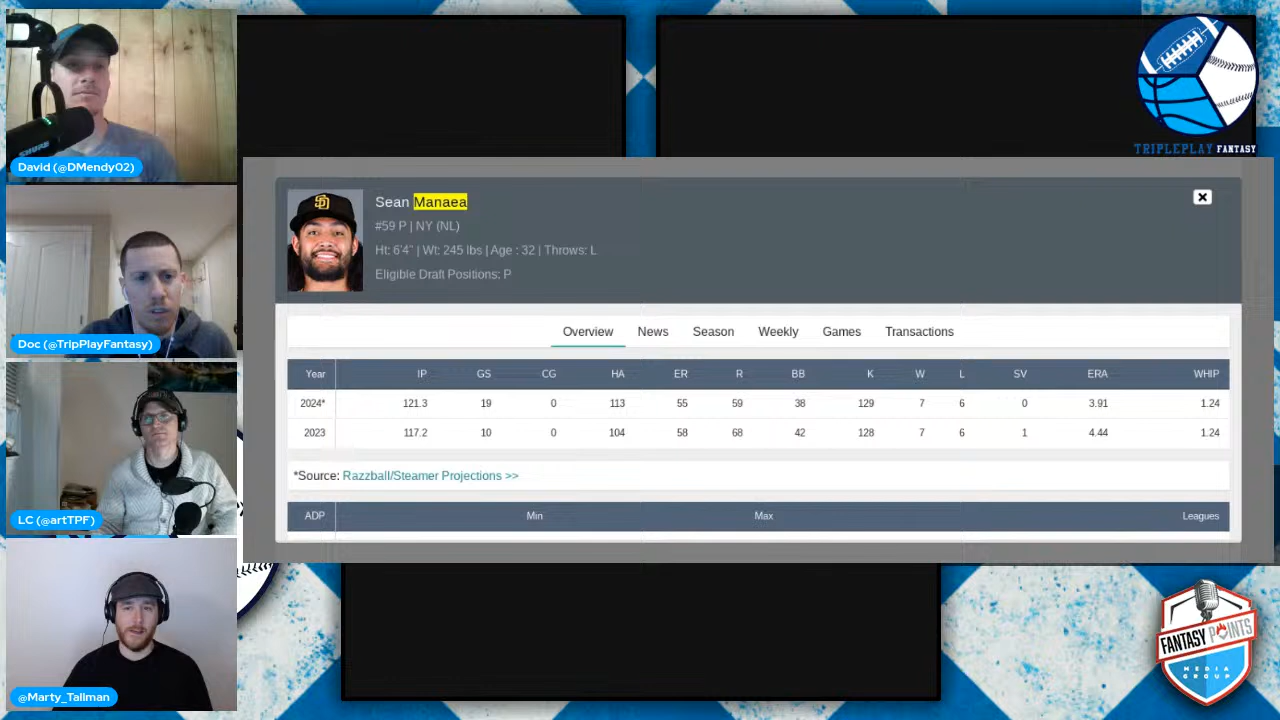 David (@DMendy02)
Doc (@TripPlayFantasy)
LC (@artTPF)
@Marty_Tallman
SHURE
TRIPLEPLAY FANTASY
Sean Manaea
#59 P | NY (NL)
Ht: 6'4" | Wt: 245 lbs | Age : 32 | Throws: L
Eligible Draft Positions: P
Overview News Season Weekly Games Transactions
Year IP GS CG HA ER R BB K W L SV ERA WHIP
2024* 121.3 19 0 113 55 59 38 129 7 6 0 3.91 1.24
2023 117.2 10 0 104 58 68 42 128 7 6 1 4.44 1.24
*Source: Razzball/Steamer Projections >>
ADP Min Max Leagues
FANTASY POINTS
MEDIA
GROUP